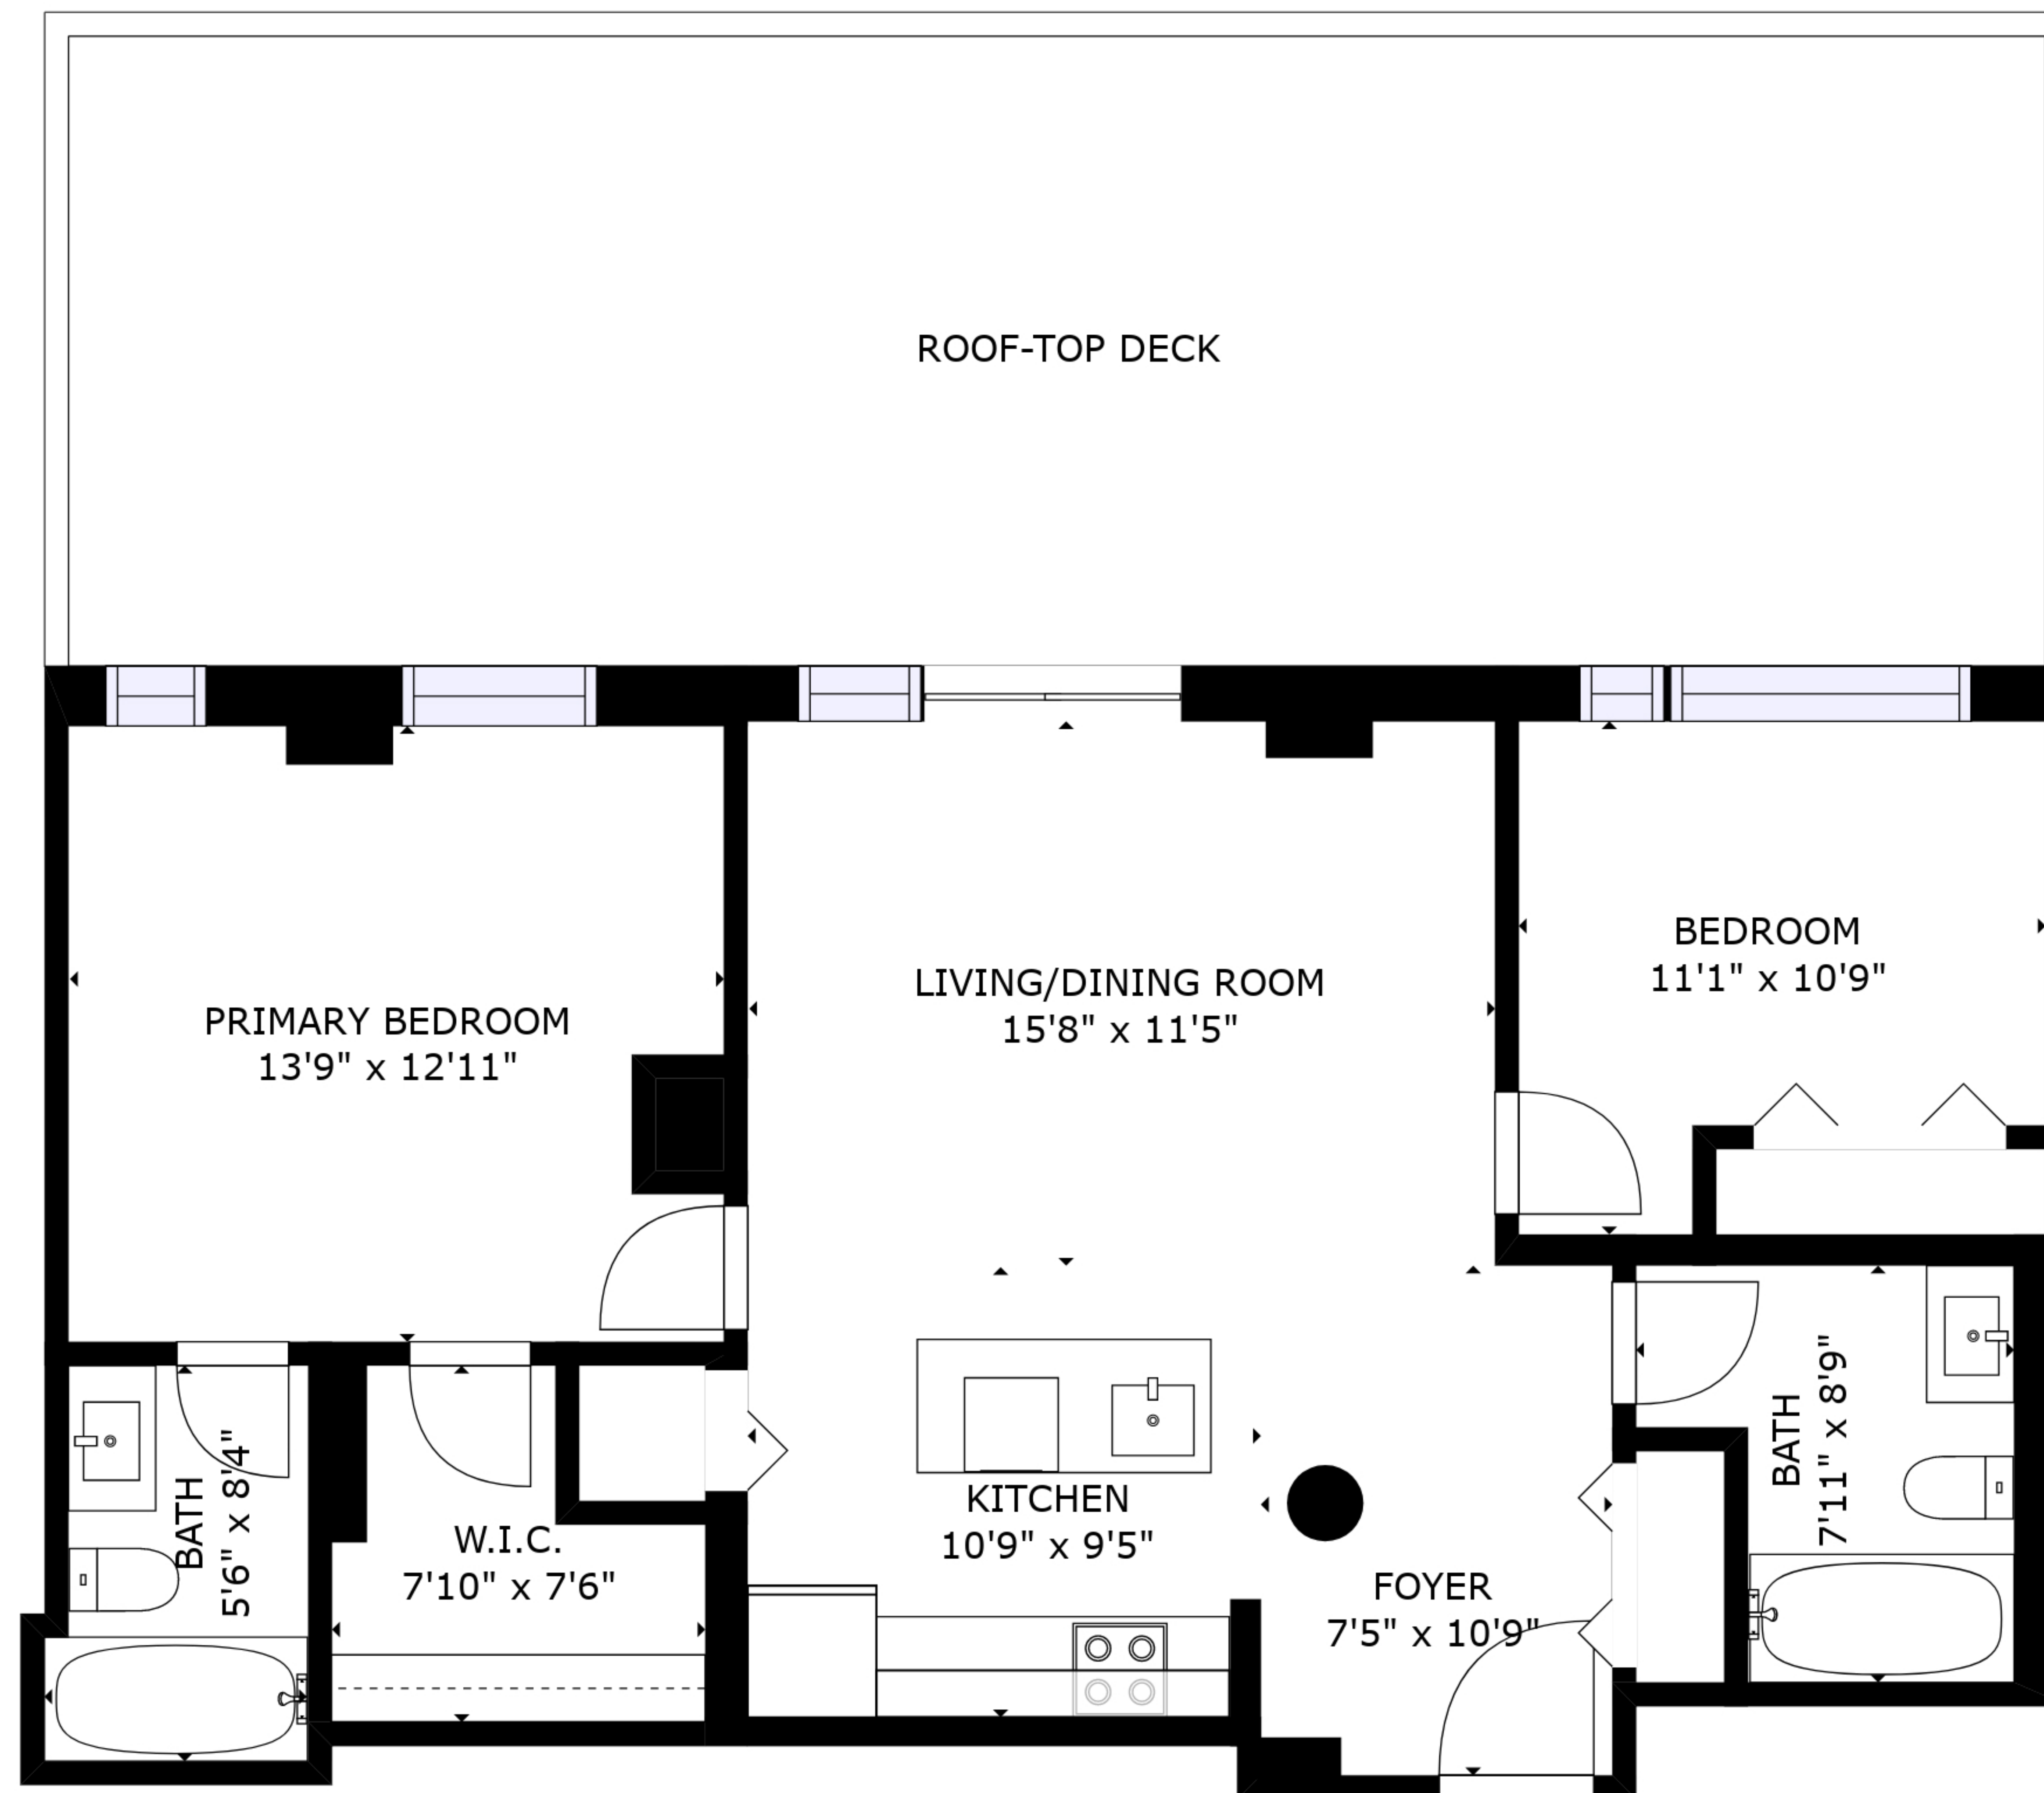 ROOF-TOP DECK
PRIMARY BEDROOM
13'9" x 12'11"
LIVING/DINING ROOM
15'8" x 11'5"
BEDROOM
11'1" x 10'9"
BATH
5'6" x 8'4"
W.I.C.
7'10" x 7'6"
KITCHEN
10'9" x 9'5"
FOYER
7'5" x 10'9"
BATH
7'11" x 8'9"